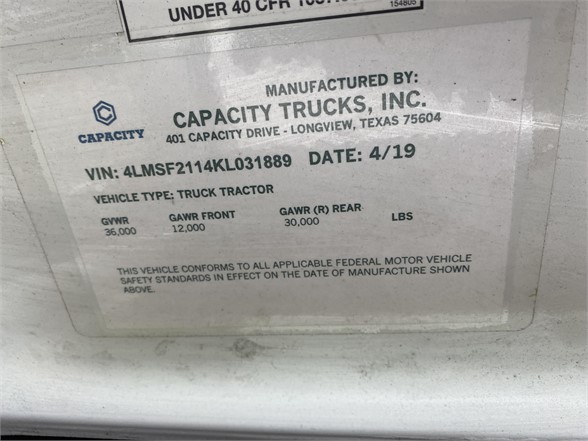 UNDER 40 CFR
154805
MANUFACTURED BY:
CAPACITY TRUCKS, INC.
401 CAPACITY DRIVE - LONGVIEW, TEXAS 75604
CAPACITY
VIN: 4LMSF2114KL031889 DATE: 4/19
VEHICLE TYPE: TRUCK TRACTOR
GVWR GAWR FRONT GAWR (R) REAR
36,000 12,000 30,000 LBS
THIS VEHICLE CONFORMS TO ALL APPLICABLE FEDERAL MOTOR VEHICLE
SAFETY STANDARDS IN EFFECT ON THE DATE OF MANUFACTURE SHOWN
ABOVE.